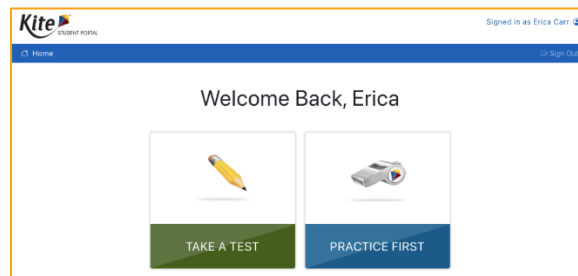 Kite
STUDENT PORTAL
Signed in as Erica Carr
Home
Sign Out
Welcome Back, Erica
TAKE A TEST
PRACTICE FIRST